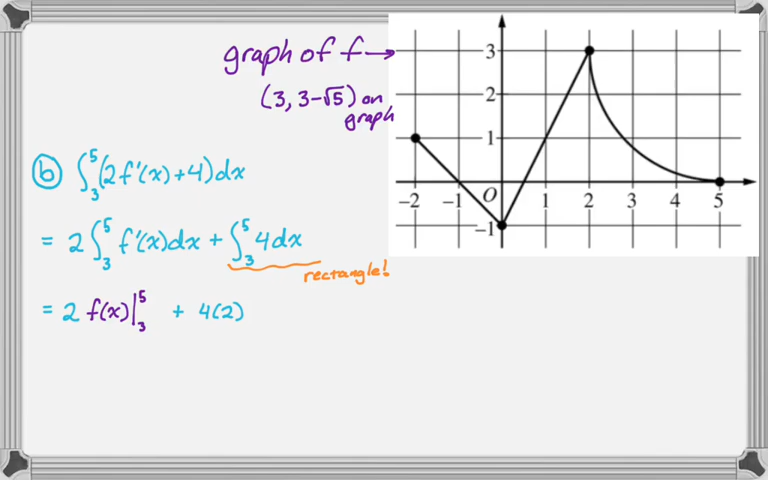 graph of f →
(3, 3-√5) on
graph
3
2
1
-2 -1 O 1 2 3 4 5
-1
ⓑ ∫₃⁵(2f'(x)+4)dx
= 2∫₃⁵ f'(x)dx + ∫₃⁵ 4dx
rectangle!
= 2 f(x)|₃⁵ + 4(2)